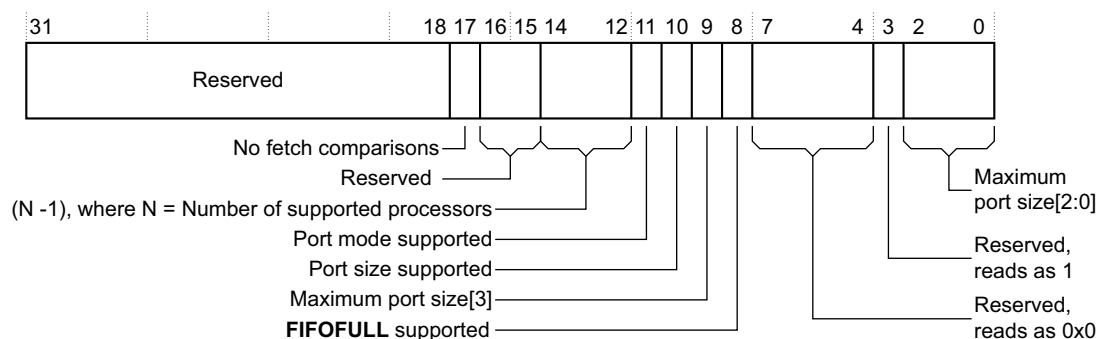 31 18 17 16 15 14 12 11 10 9 8 7 4 3 2 0
Reserved
No fetch comparisons
Reserved
(N -1), where N = Number of supported processors
Port mode supported
Port size supported
Maximum port size[3]
FIFOFULL supported
Maximum
port size[2:0]
Reserved,
reads as 1
Reserved,
reads as 0x0